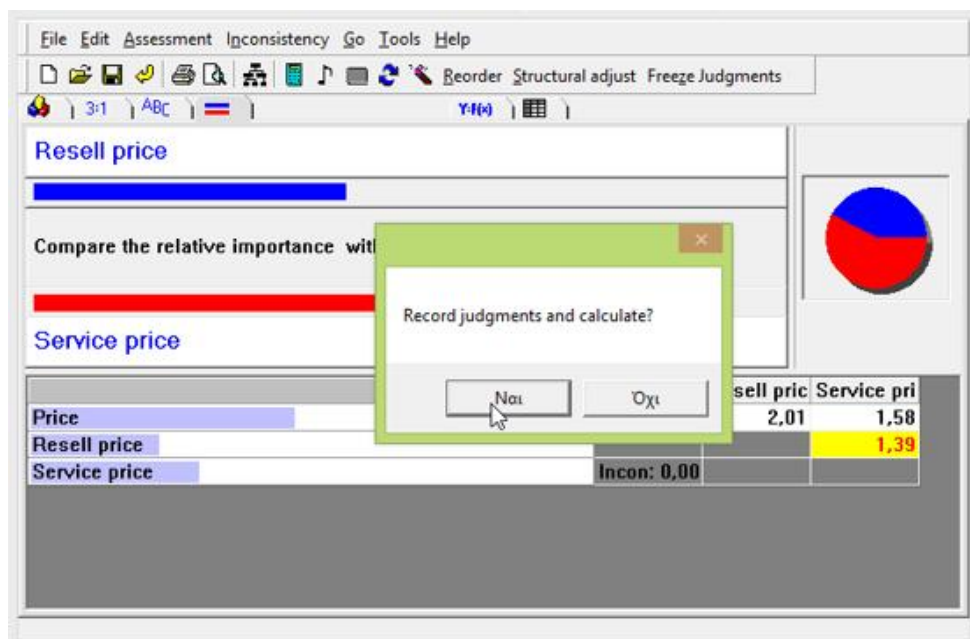 File Edit Assessment Inconsistency Go Tools Help
Reorder Structural adjust Freeze Judgments
3:1 ABC Y=f(x)
Resell price
Compare the relative importance with
Service price
Record judgments and calculate?
Ναι Όχι
sell pric Service pri
Price 2,01 1,58
Resell price 1,39
Service price Incon: 0,00